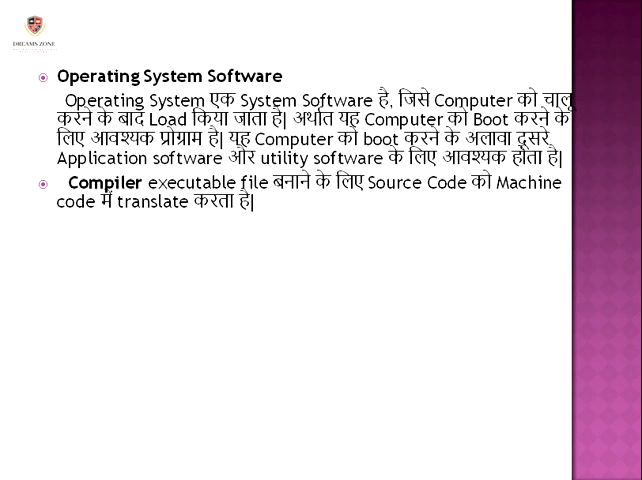 DREAMS ZONE
Operating System Software
Operating System एक System Software है, जिसे Computer को चालू
करने के बाद Load किया जाता है| अर्थात यह Computer को Boot करने के
लिए आवश्यक प्रोग्राम है| यह Computer को boot करने के अलावा दूसरे
Application software और utility software के लिए आवश्यक होता है|
Compiler executable file बनाने के लिए Source Code को Machine
code में translate करता है|